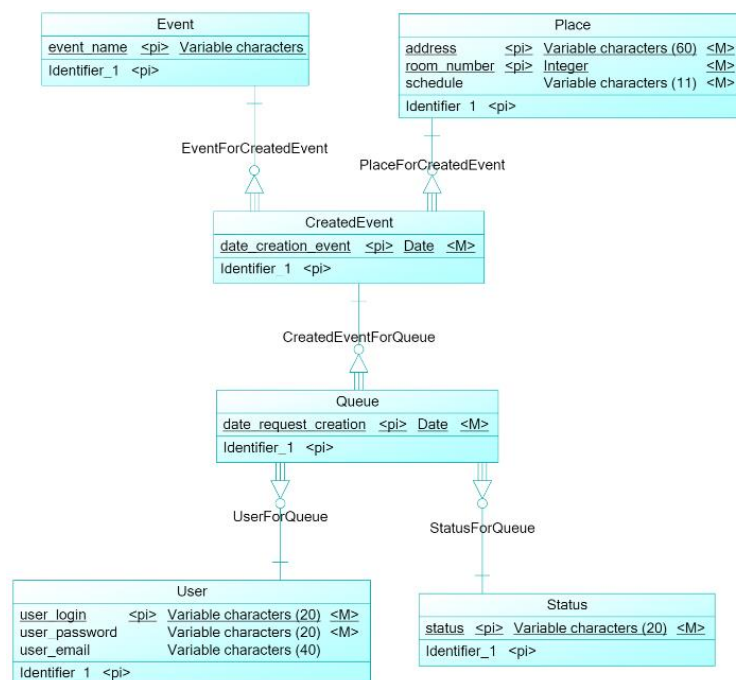 Event
event_name <pi> Variable characters
Identifier_1 <pi>
Place
address <pi> Variable characters (60) <M>
room_number <pi> Integer <M>
schedule Variable characters (11) <M>
Identifier_1 <pi>
EventForCreatedEvent
PlaceForCreatedEvent
CreatedEvent
date_creation_event <pi> Date <M>
Identifier_1 <pi>
CreatedEventForQueue
Queue
date_request_creation <pi> Date <M>
Identifier_1 <pi>
UserForQueue
StatusForQueue
User
user_login <pi> Variable characters (20) <M>
user_password Variable characters (20) <M>
user_email Variable characters (40)
Identifier_1 <pi>
Status
status <pi> Variable characters (20) <M>
Identifier_1 <pi>